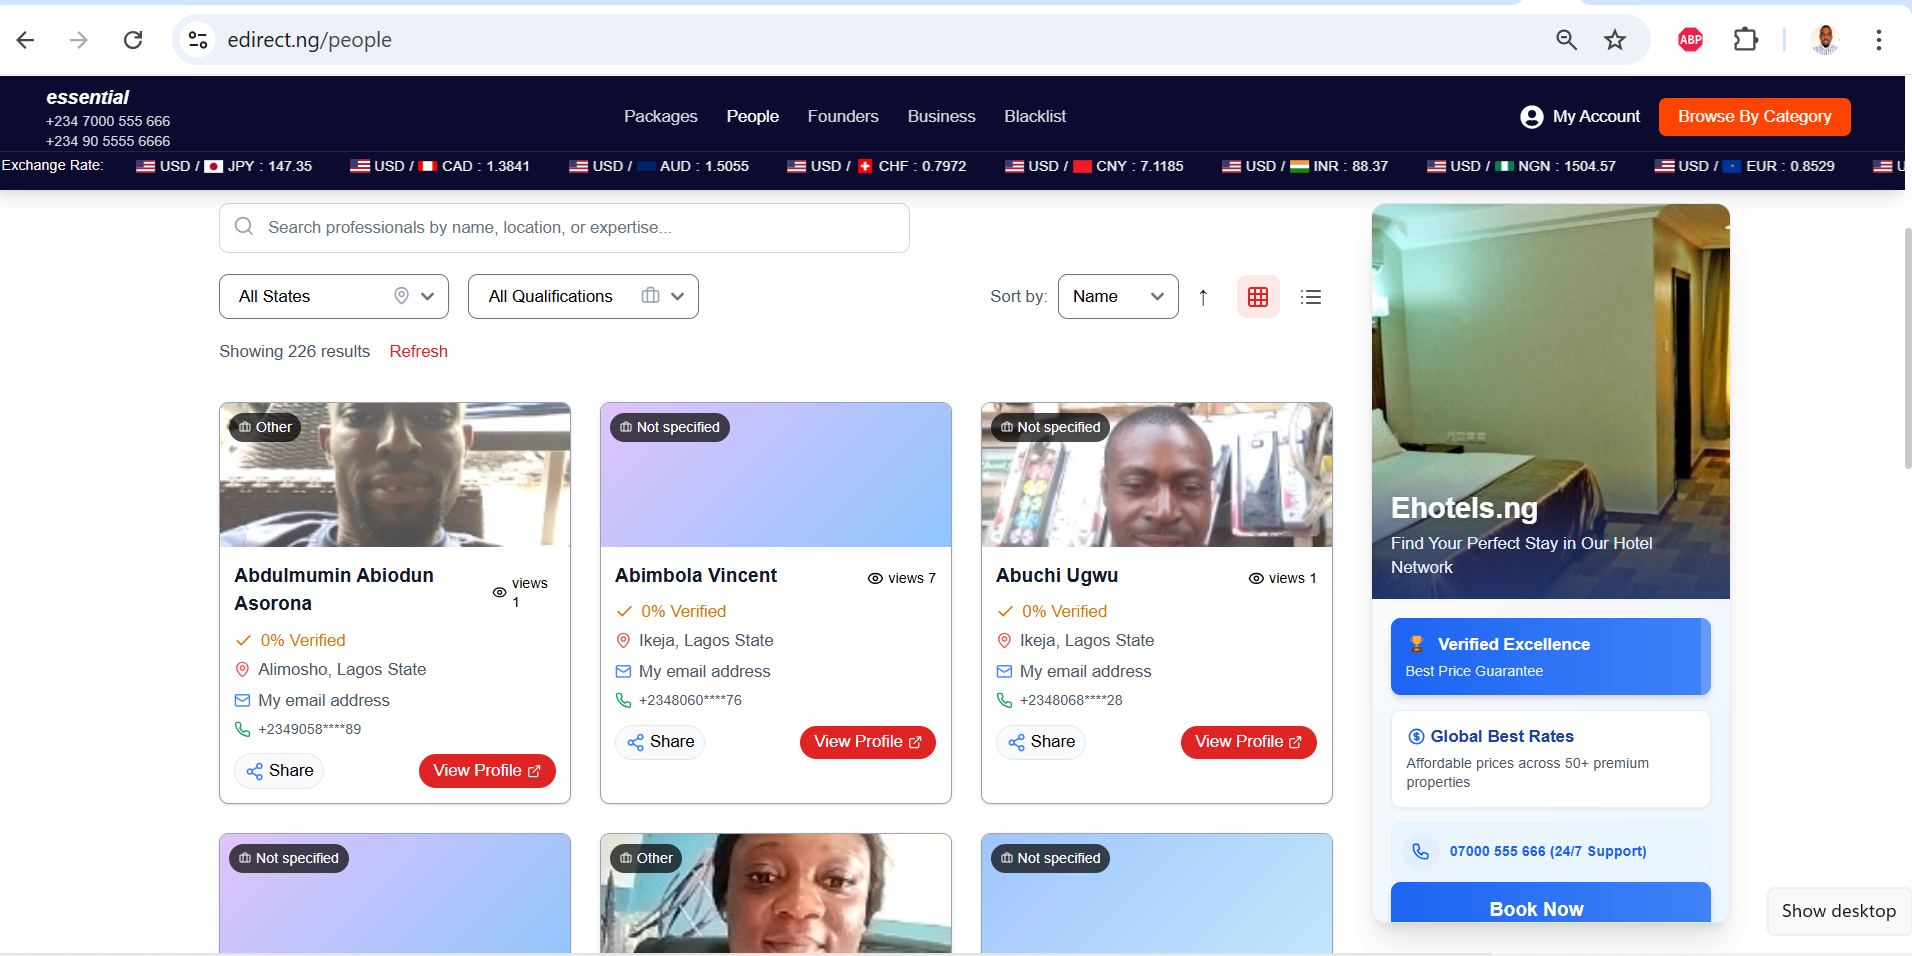 edirect.ng/people
ABP
essential
+234 7000 555 666
+234 90 5555 6666
Packages
People
Founders
Business
Blacklist
My Account
Browse By Category
Exchange Rate:
USD / JPY : 147.35
USD / CAD : 1.3841
USD / AUD : 1.5055
USD / CHF : 0.7972
USD / CNY : 7.1185
USD / INR : 88.37
USD / NGN : 1504.57
USD / EUR : 0.8529
Search professionals by name, location, or expertise...
All States
All Qualifications
Sort by:
Name
Showing 226 results
Refresh
Other
Abdulmumin Abiodun
Asorona
views
1
0% Verified
Alimosho, Lagos State
My email address
+2349058****89
Share
View Profile
Not specified
Abimbola Vincent
views 7
0% Verified
Ikeja, Lagos State
My email address
+2348060****76
Share
View Profile
Not specified
Abuchi Ugwu
views 1
0% Verified
Ikeja, Lagos State
My email address
+2348068****28
Share
View Profile
Not specified
Other
Not specified
Ehotels.ng
Find Your Perfect Stay in Our Hotel
Network
Verified Excellence
Best Price Guarantee
Global Best Rates
Affordable prices across 50+ premium
properties
07000 555 666 (24/7 Support)
Book Now
Show desktop